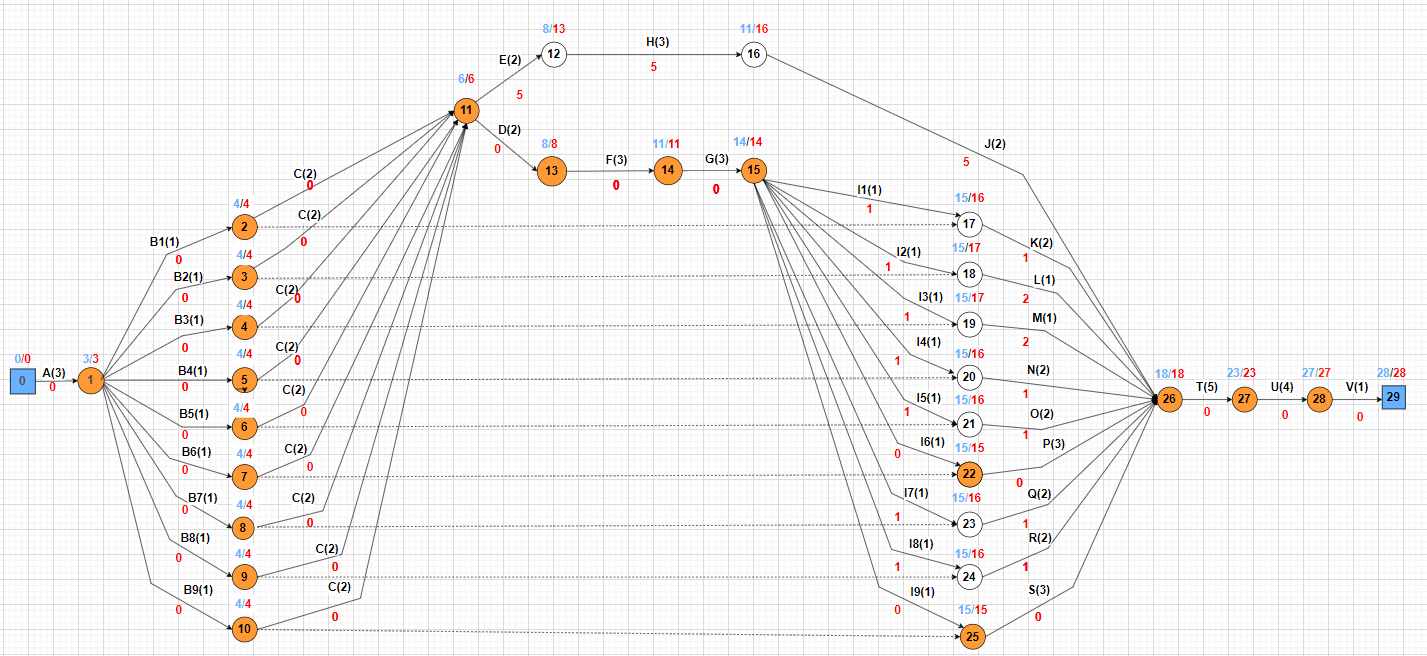 8/13
11/16
H(3)
12
16
5
E(2)
6/6
5
11
D(2)
0
J(2)
5
8/8
11/11
14/14
F(3)
G(3)
13
14
15
0
0
C(2)
0
I1(1)
1
15/16
17
4/4
2
C(2)
0
B1(1)
0
K(2)
1
I2(1)
1
15/17
18
4/4
3
B2(1)
0
C(2)
0
L(1)
2
I3(1)
1
15/17
19
4/4
4
B3(1)
0
C(2)
0
M(1)
2
I4(1)
1
15/16
20
4/4
5
B4(1)
0
0/0
0
A(3)
0
3/3
1
C(2)
0
N(2)
1
I5(1)
1
15/16
21
4/4
6
B5(1)
0
O(2)
1
18/18
26
T(5)
0
23/23
27
U(4)
0
27/27
28
V(1)
0
28/28
29
C(2)
0
B6(1)
0
4/4
7
I6(1)
0
15/15
22
P(3)
0
C(2)
0
B7(1)
0
4/4
8
I7(1)
1
15/16
23
Q(2)
1
C(2)
0
B8(1)
0
4/4
9
I8(1)
1
15/16
24
R(2)
1
C(2)
0
B9(1)
0
4/4
10
I9(1)
0
15/15
25
S(3)
0